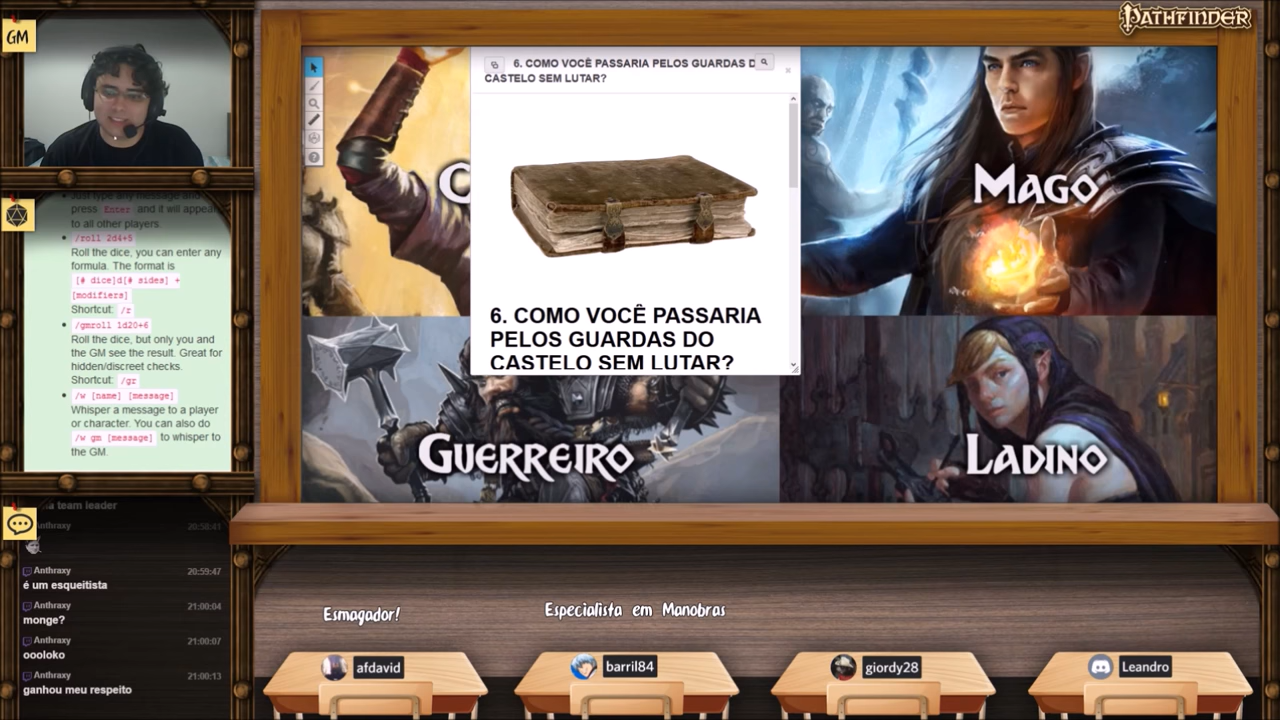 PATHFINDER
GM
6. COMO VOCÊ PASSARIA PELOS GUARDAS D
CASTELO SEM LUTAR?
6. COMO VOCÊ PASSARIA
PELOS GUARDAS DO
CASTELO SEM LUTAR?
C
MAGO
GUERREIRO
LADINO
Just type any message and
press Enter and it will appear
to all other players.
/roll 2d4+5
Roll the dice, you can enter any
formula. The format is
[# dice]d[# sides] +
[modifiers]
Shortcut: /r
/gmroll 1d20+6
Roll the dice, but only you and
the GM see the result. Great for
hidden/discreet checks.
Shortcut: /gr
/w [name] [message]
Whisper a message to a player
or character. You can also do
/w gm [message] to whisper to
the GM.
a team leader
Anthraxy 20:58:41
Anthraxy 20:59:47
é um esqueitista
Anthraxy 21:00:04
monge?
Anthraxy 21:00:07
oooloko
Anthraxy 21:00:13
ganhou meu respeito
Esmagador!
Especialista em Manobras
afdavid
barril84
giordy28
Leandro